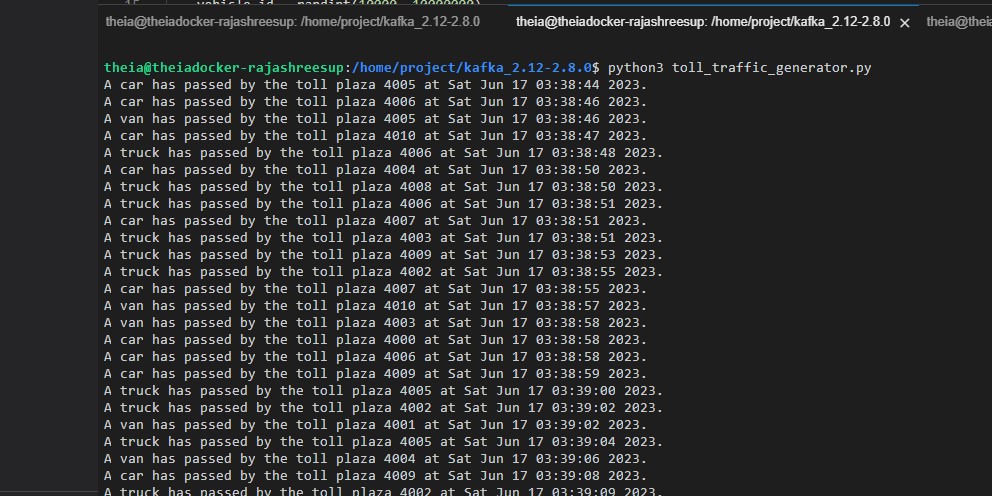 15 vehicle_id = randint(10000, 10000000)
theia@theiadocker-rajashreesup: /home/project/kafka_2.12-2.8.0 theia@theiadocker-rajashreesup: /home/project/kafka_2.12-2.8.0 × theia@theia
theia@theiadocker-rajashreesup:/home/project/kafka_2.12-2.8.0$ python3 toll_traffic_generator.py
A car has passed by the toll plaza 4005 at Sat Jun 17 03:38:44 2023.
A car has passed by the toll plaza 4006 at Sat Jun 17 03:38:46 2023.
A van has passed by the toll plaza 4005 at Sat Jun 17 03:38:46 2023.
A car has passed by the toll plaza 4010 at Sat Jun 17 03:38:47 2023.
A truck has passed by the toll plaza 4006 at Sat Jun 17 03:38:48 2023.
A car has passed by the toll plaza 4004 at Sat Jun 17 03:38:50 2023.
A truck has passed by the toll plaza 4008 at Sat Jun 17 03:38:50 2023.
A truck has passed by the toll plaza 4006 at Sat Jun 17 03:38:51 2023.
A car has passed by the toll plaza 4007 at Sat Jun 17 03:38:51 2023.
A truck has passed by the toll plaza 4003 at Sat Jun 17 03:38:51 2023.
A truck has passed by the toll plaza 4009 at Sat Jun 17 03:38:53 2023.
A truck has passed by the toll plaza 4002 at Sat Jun 17 03:38:55 2023.
A car has passed by the toll plaza 4007 at Sat Jun 17 03:38:55 2023.
A van has passed by the toll plaza 4010 at Sat Jun 17 03:38:57 2023.
A van has passed by the toll plaza 4003 at Sat Jun 17 03:38:58 2023.
A car has passed by the toll plaza 4000 at Sat Jun 17 03:38:58 2023.
A car has passed by the toll plaza 4006 at Sat Jun 17 03:38:58 2023.
A car has passed by the toll plaza 4009 at Sat Jun 17 03:38:59 2023.
A truck has passed by the toll plaza 4005 at Sat Jun 17 03:39:00 2023.
A truck has passed by the toll plaza 4002 at Sat Jun 17 03:39:02 2023.
A van has passed by the toll plaza 4001 at Sat Jun 17 03:39:02 2023.
A truck has passed by the toll plaza 4005 at Sat Jun 17 03:39:04 2023.
A van has passed by the toll plaza 4004 at Sat Jun 17 03:39:06 2023.
A car has passed by the toll plaza 4009 at Sat Jun 17 03:39:08 2023.
A truck has passed by the toll plaza 4002 at Sat Jun 17 03:39:09 2023.